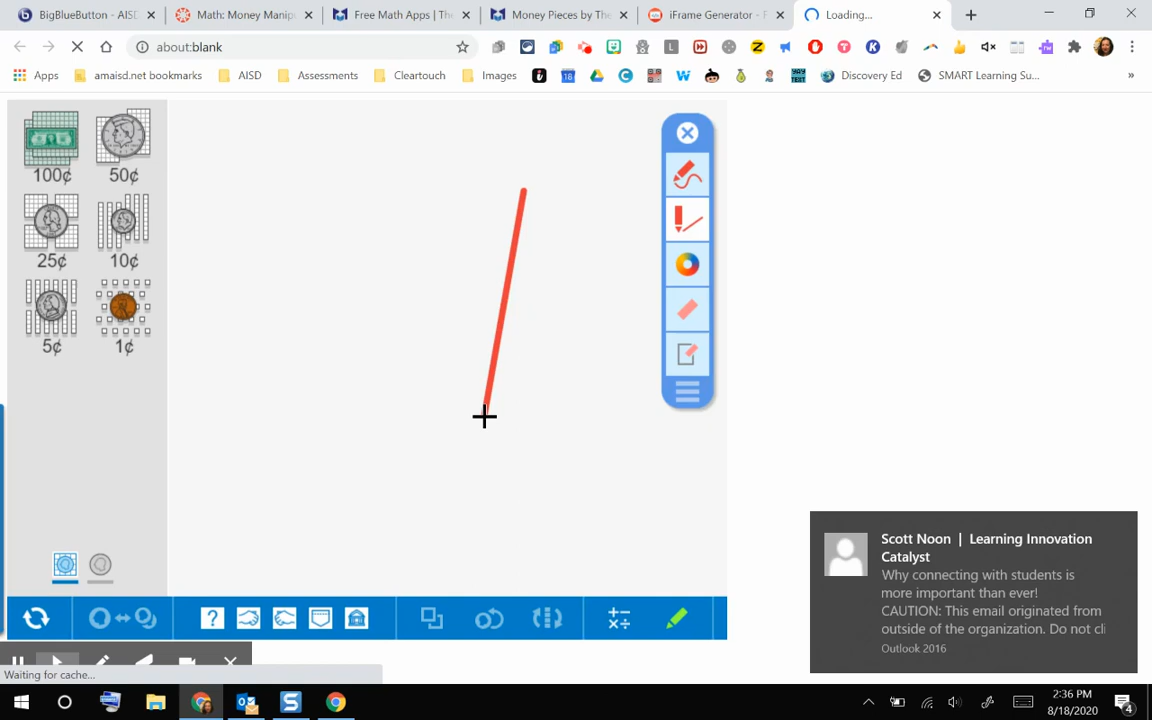 BigBlueButton - AISD
Math: Money Manip
Free Math Apps | The
Money Pieces by The
iFrame Generator - F
Loading...
about:blank
Apps
amaisd.net bookmarks
AISD
Assessments
Cleartouch
Images
Discovery Ed
SMART Learning Su...
100¢
50¢
25¢
10¢
5¢
1¢
Scott Noon | Learning Innovation
Catalyst
Why connecting with students is
more important than ever!
CAUTION: This email originated from
outside of the organization. Do not cli
Outlook 2016
Waiting for cache...
2:36 PM
8/18/2020